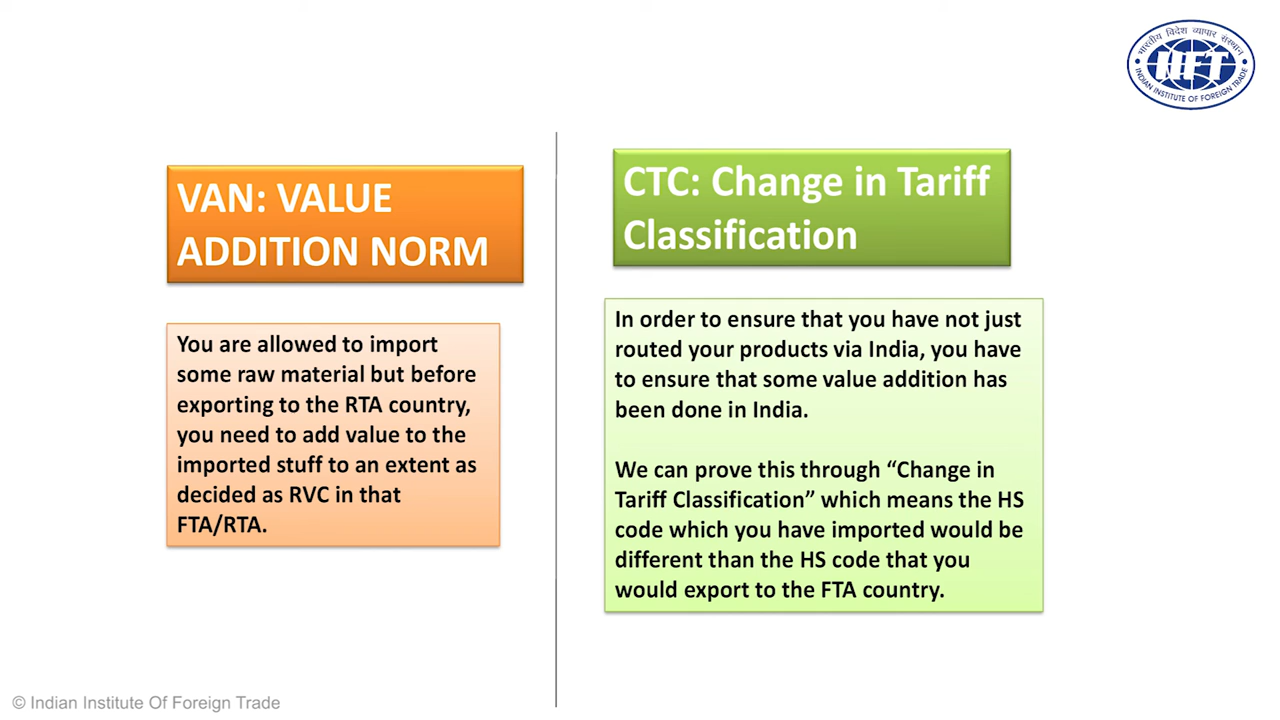 भारतीय विदेश व्यापार संस्थान
IIFT
INDIAN INSTITUTE OF FOREIGN TRADE
VAN: VALUE
ADDITION NORM
You are allowed to import
some raw material but before
exporting to the RTA country,
you need to add value to the
imported stuff to an extent as
decided as RVC in that
FTA/RTA.
CTC: Change in Tariff
Classification
In order to ensure that you have not just
routed your products via India, you have
to ensure that some value addition has
been done in India.
We can prove this through “Change in
Tariff Classification” which means the HS
code which you have imported would be
different than the HS code that you
would export to the FTA country.
© Indian Institute Of Foreign Trade